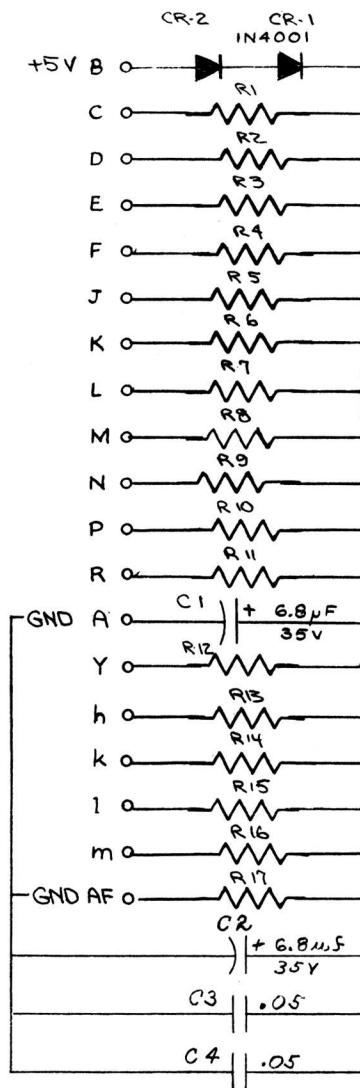 CR-2 CR-1
1N4001
+5V B
R1
C
R2
D
R3
E
R4
F
R5
J
R6
K
R7
L
R8
M
R9
N
R10
P
R11
R
C1 + 6.8µF
GND A
35V
R12
Y
R13
h
R14
k
R15
l
R16
m
R17
GND AF
C2
+ 6.8µf
35V
C3 .05
C4 .05